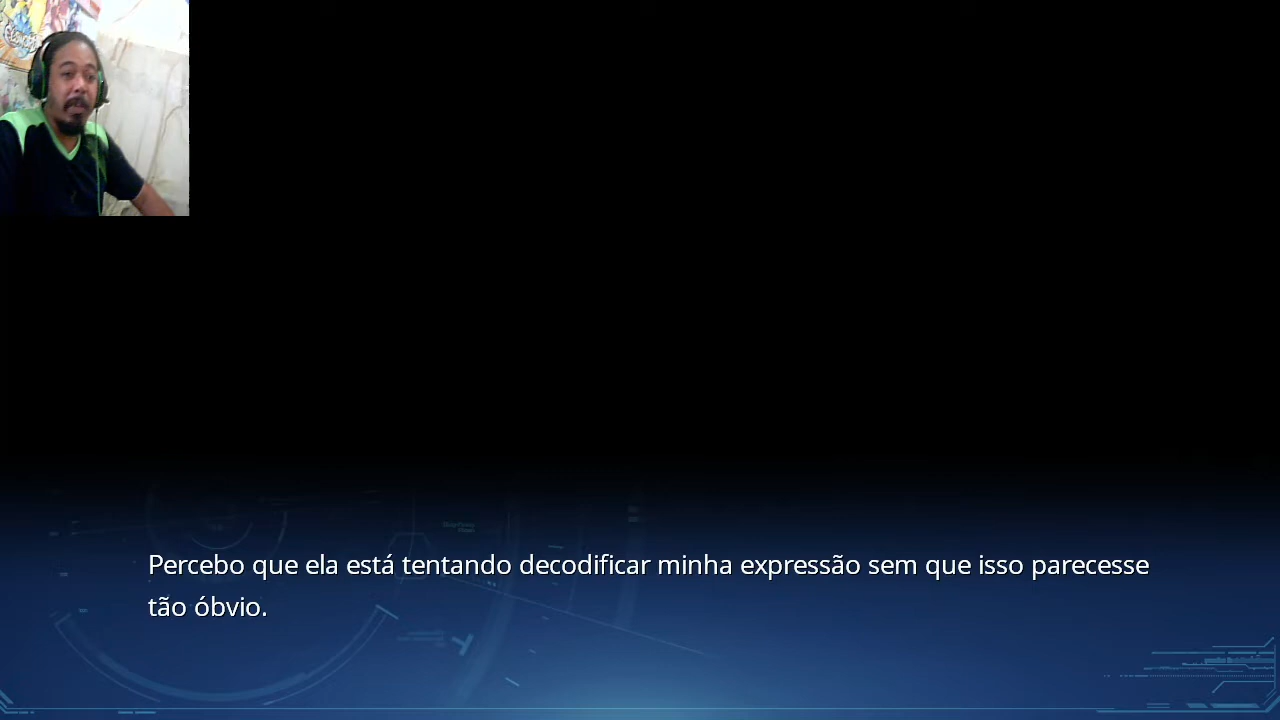 Percebo que ela está tentando decodificar minha expressão sem que isso parecesse
tão óbvio.